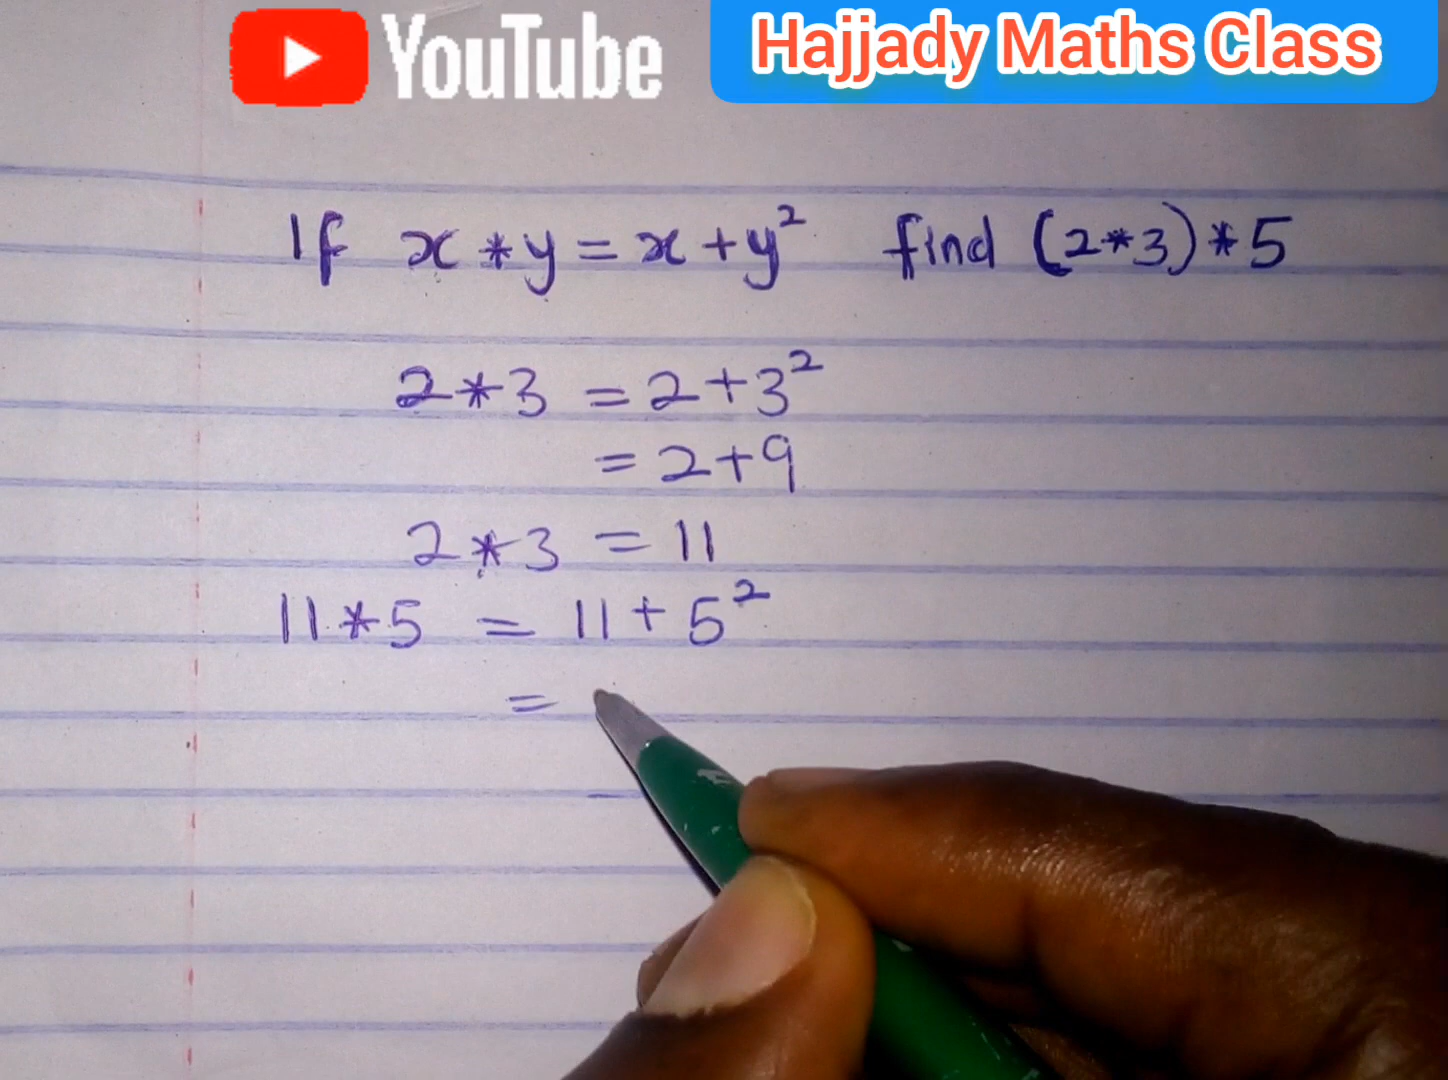 YouTube Hajjady Maths Class
If x * y = x + y² find (2*3)*5
2 * 3 = 2 + 3²
= 2 + 9
2 * 3 = 11
11 * 5 = 11 + 5²
=